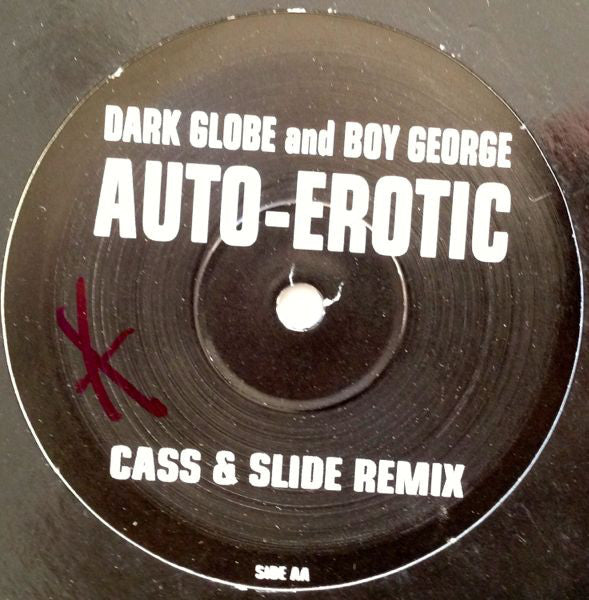 DARK GLOBE and BOY GEORGE
AUTO-EROTIC
CASS & SLIDE REMIX
SIDE AA